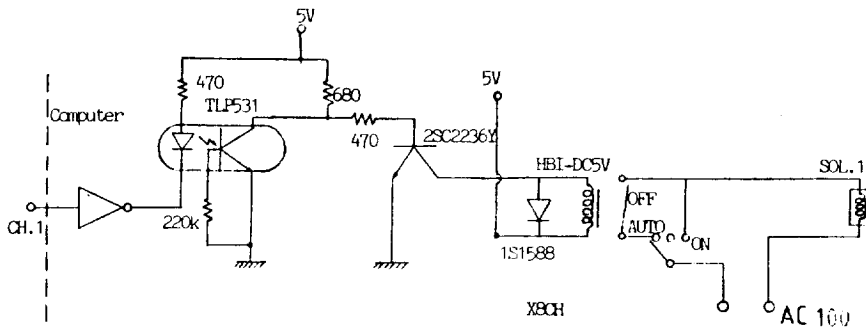 5V
470
TLP531
680
5V
Computer
470
2SC2236Y
HBI-DC5V
SOL.1
OFF
CH.1
220k
AUTO
ON
1S1588
X8CH
AC 100